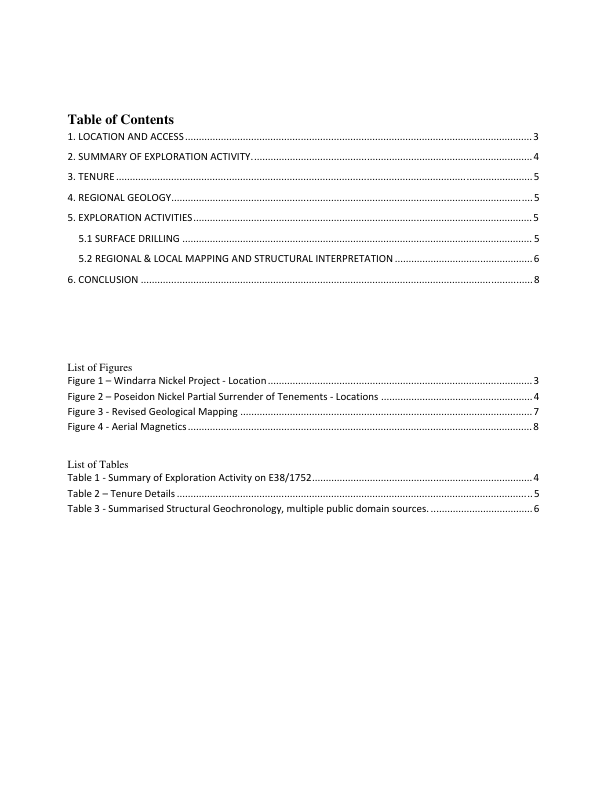 Table of Contents
1. LOCATION AND ACCESS 3
2. SUMMARY OF EXPLORATION ACTIVITY. 4
3. TENURE 5
4. REGIONAL GEOLOGY 5
5. EXPLORATION ACTIVITIES 5
5.1 SURFACE DRILLING 5
5.2 REGIONAL & LOCAL MAPPING AND STRUCTURAL INTERPRETATION 6
6. CONCLUSION 8
List of Figures
Figure 1 – Windarra Nickel Project - Location 3
Figure 2 – Poseidon Nickel Partial Surrender of Tenements - Locations 4
Figure 3 - Revised Geological Mapping 7
Figure 4 - Aerial Magnetics 8
List of Tables
Table 1 - Summary of Exploration Activity on E38/1752 4
Table 2 – Tenure Details 5
Table 3 - Summarised Structural Geochronology, multiple public domain sources. 6